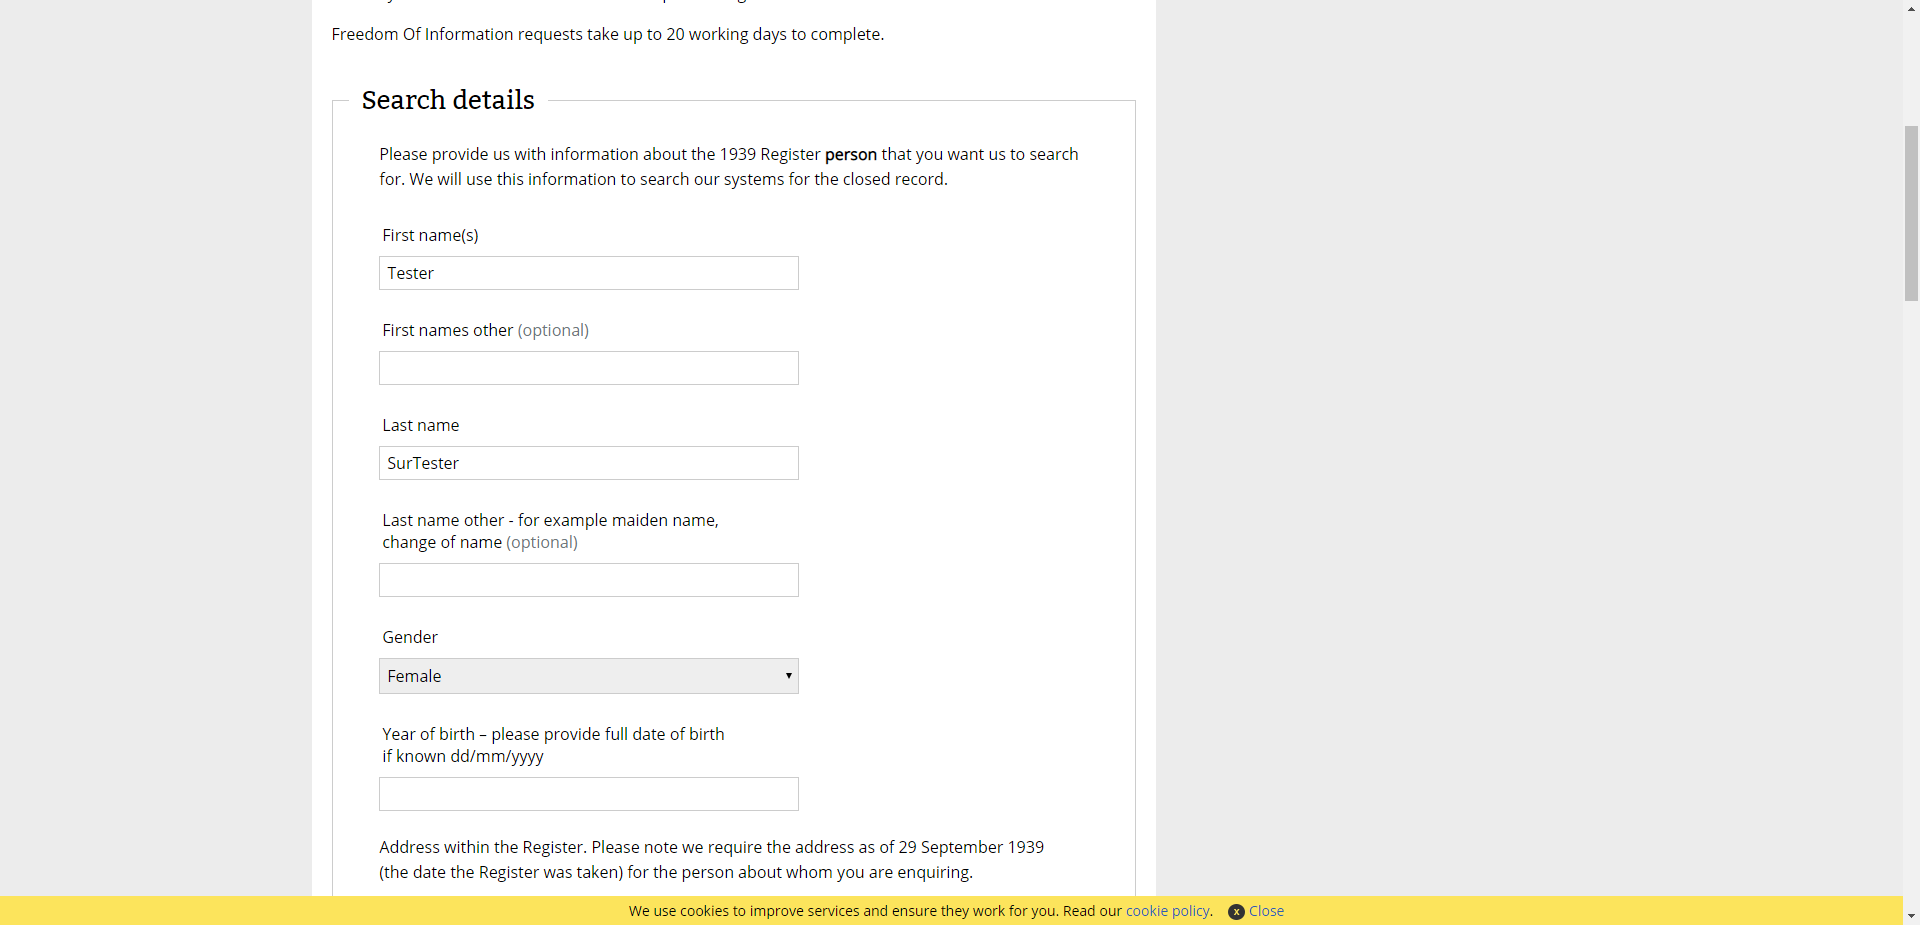 Freedom Of Information requests take up to 20 working days to complete.
Search details
Please provide us with information about the 1939 Register person that you want us to search
for. We will use this information to search our systems for the closed record.
First name(s)
Tester
First names other (optional)
Last name
SurTester
Last name other - for example maiden name,
change of name (optional)
Gender
Female
Year of birth – please provide full date of birth
if known dd/mm/yyyy
Address within the Register. Please note we require the address as of 29 September 1939
(the date the Register was taken) for the person about whom you are enquiring.
We use cookies to improve services and ensure they work for you. Read our cookie policy. x Close